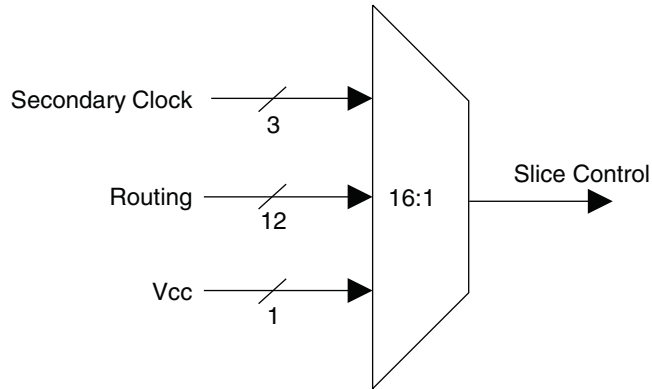 Secondary Clock
3
Routing
12
Vcc
1
16:1
Slice Control